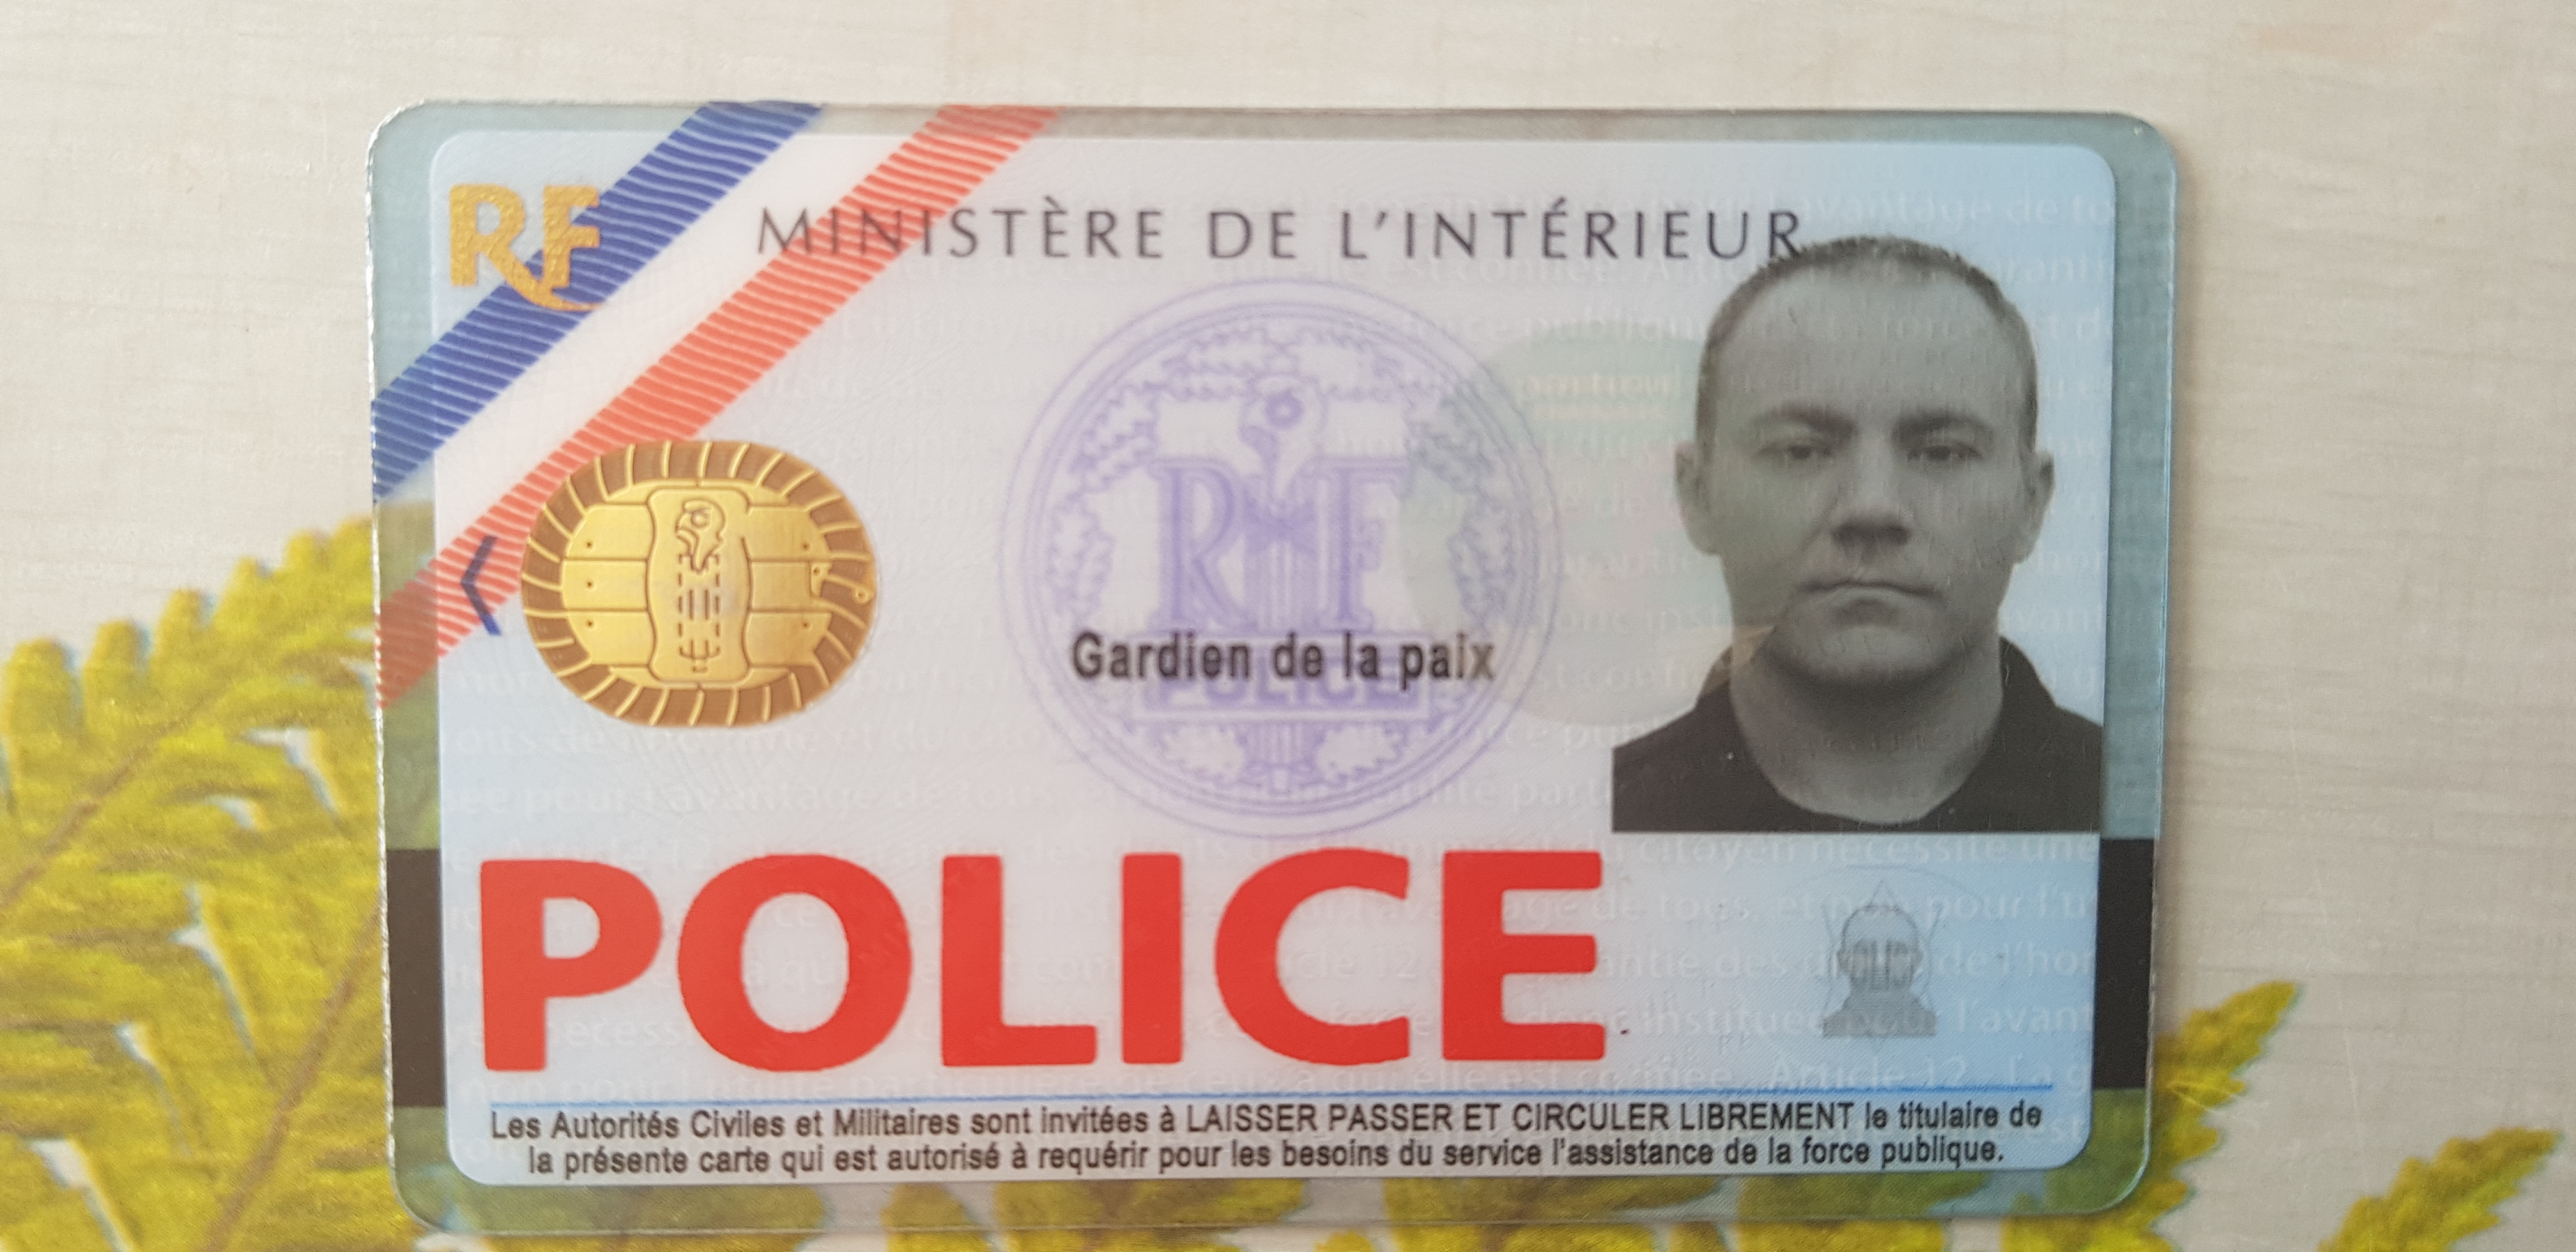 RF
MINISTÈRE DE L'INTÉRIEUR
Gardien de la paix
POLICE
Les Autorités Civiles et Militaires sont invitées à LAISSER PASSER ET CIRCULER LIBREMENT le titulaire de
la présente carte qui est autorisé à requérir pour les besoins du service l'assistance de la force publique.